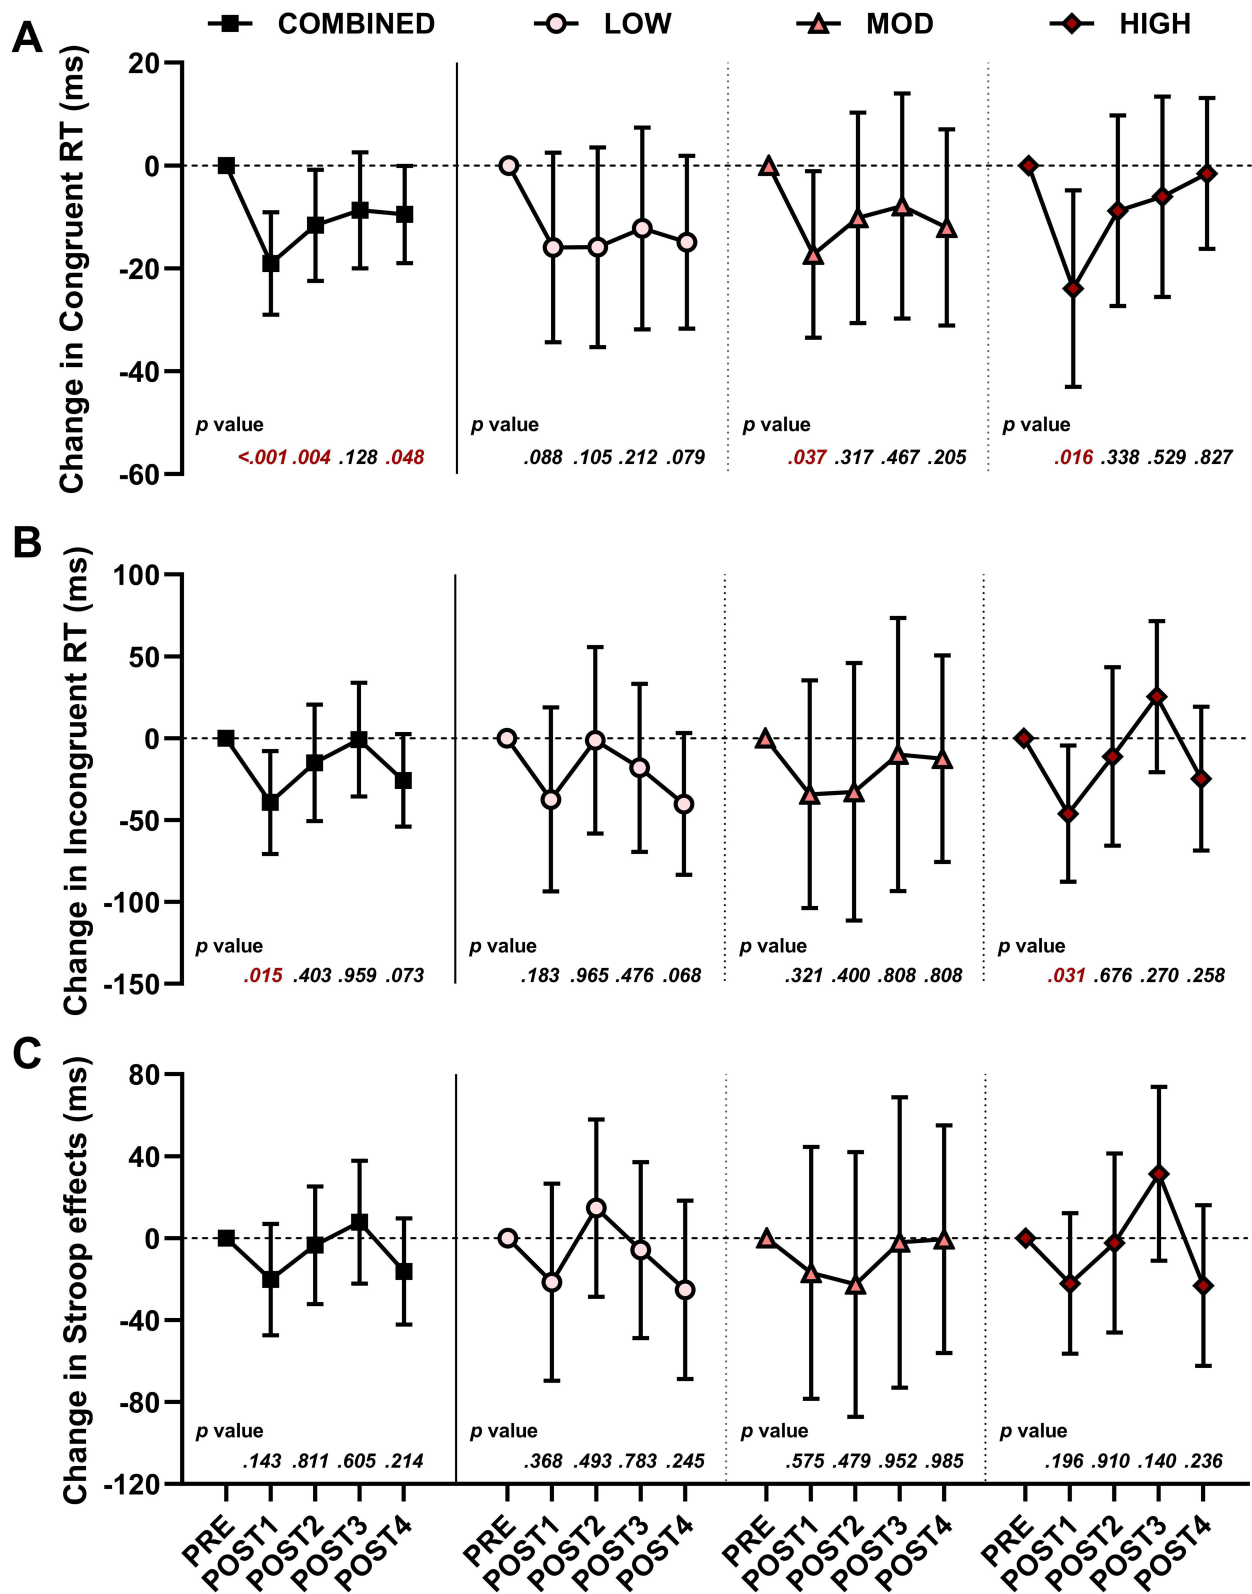 A
COMBINED LOW MOD HIGH
Change in Congruent RT (ms)
20
0
-20
-40
-60
p value p value p value p value
<.001 .004 .128 .048 .088 .105 .212 .079 .037 .317 .467 .205 .016 .338 .529 .827
B
Change in Incongruent RT (ms)
100
50
0
-50
-100
-150
p value p value p value p value
.015 .403 .959 .073 .183 .965 .476 .068 .321 .400 .808 .808 .031 .676 .270 .258
C
Change in Stroop effects (ms)
80
40
0
-40
-80
-120
p value p value p value p value
.143 .811 .605 .214 .368 .493 .783 .245 .575 .479 .952 .985 .196 .910 .140 .236
PRE POST1 POST2 POST3 POST4 PRE POST1 POST2 POST3 POST4 PRE POST1 POST2 POST3 POST4 PRE POST1 POST2 POST3 POST4